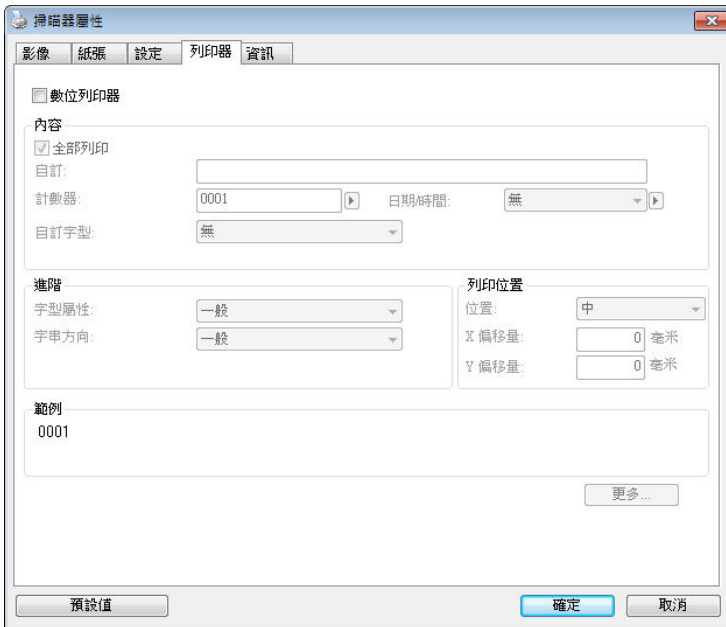 掃瞄器屬性
影像 紙張 設定 列印器 資訊
數位列印器
內容
全部列印
自訂:
計數器: 0001 日期/時間: 無
自訂字型: 無
進階
字型屬性: 一般
字串方向: 一般
列印位置
位置: 中
X 偏移量: 0 毫米
Y 偏移量: 0 毫米
範例
0001
更多...
預設值 確定 取消